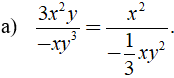 a) $\frac{3x^2y}{-xy^3} = \frac{x^2}{-\frac{1}{3}xy^2}.$